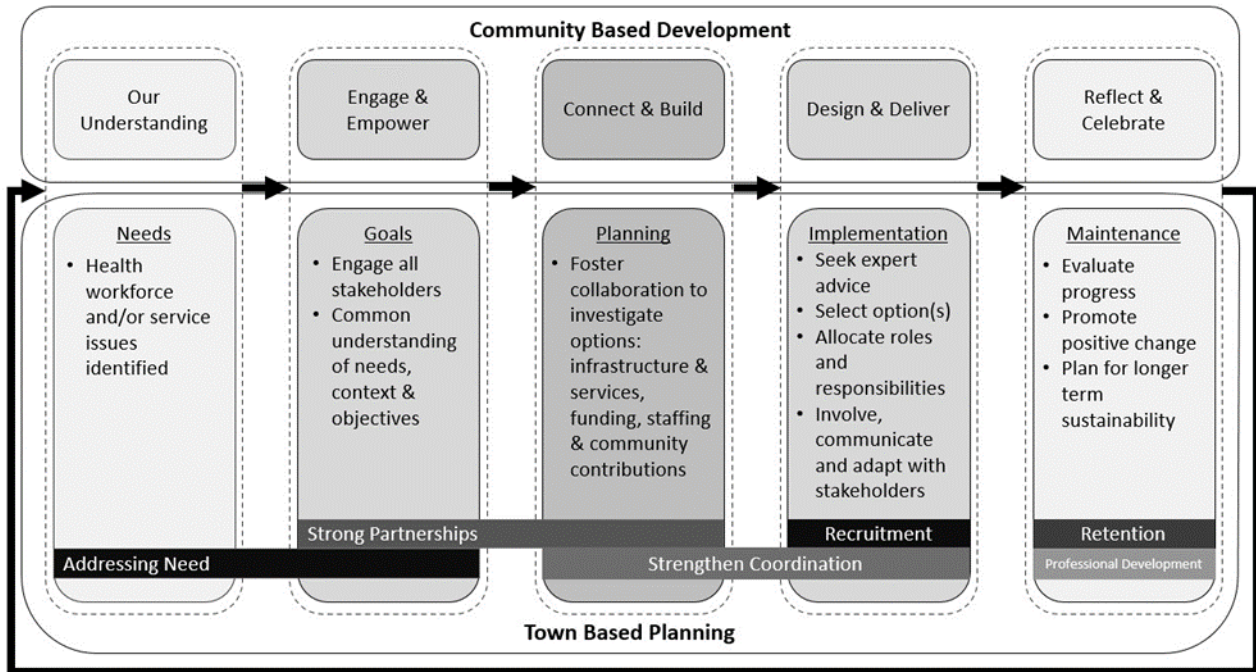 Community Based Development
Our
Understanding
Engage &
Empower
Connect & Build
Design & Deliver
Reflect &
Celebrate
Needs
• Health
workforce
and/or service
issues
identified
Goals
• Engage all
stakeholders
• Common
understanding
of needs,
context &
objectives
Planning
• Foster
collaboration to
investigate
options:
infrastructure &
services,
funding, staffing
& community
contributions
Implementation
• Seek expert
advice
• Select option(s)
• Allocate roles
and
responsibilities
• Involve,
communicate
and adapt with
stakeholders
Maintenance
• Evaluate
progress
• Promote
positive change
• Plan for longer
term
sustainability
Strong Partnerships
Recruitment
Retention
Addressing Need
Strengthen Coordination
Professional Development
Town Based Planning